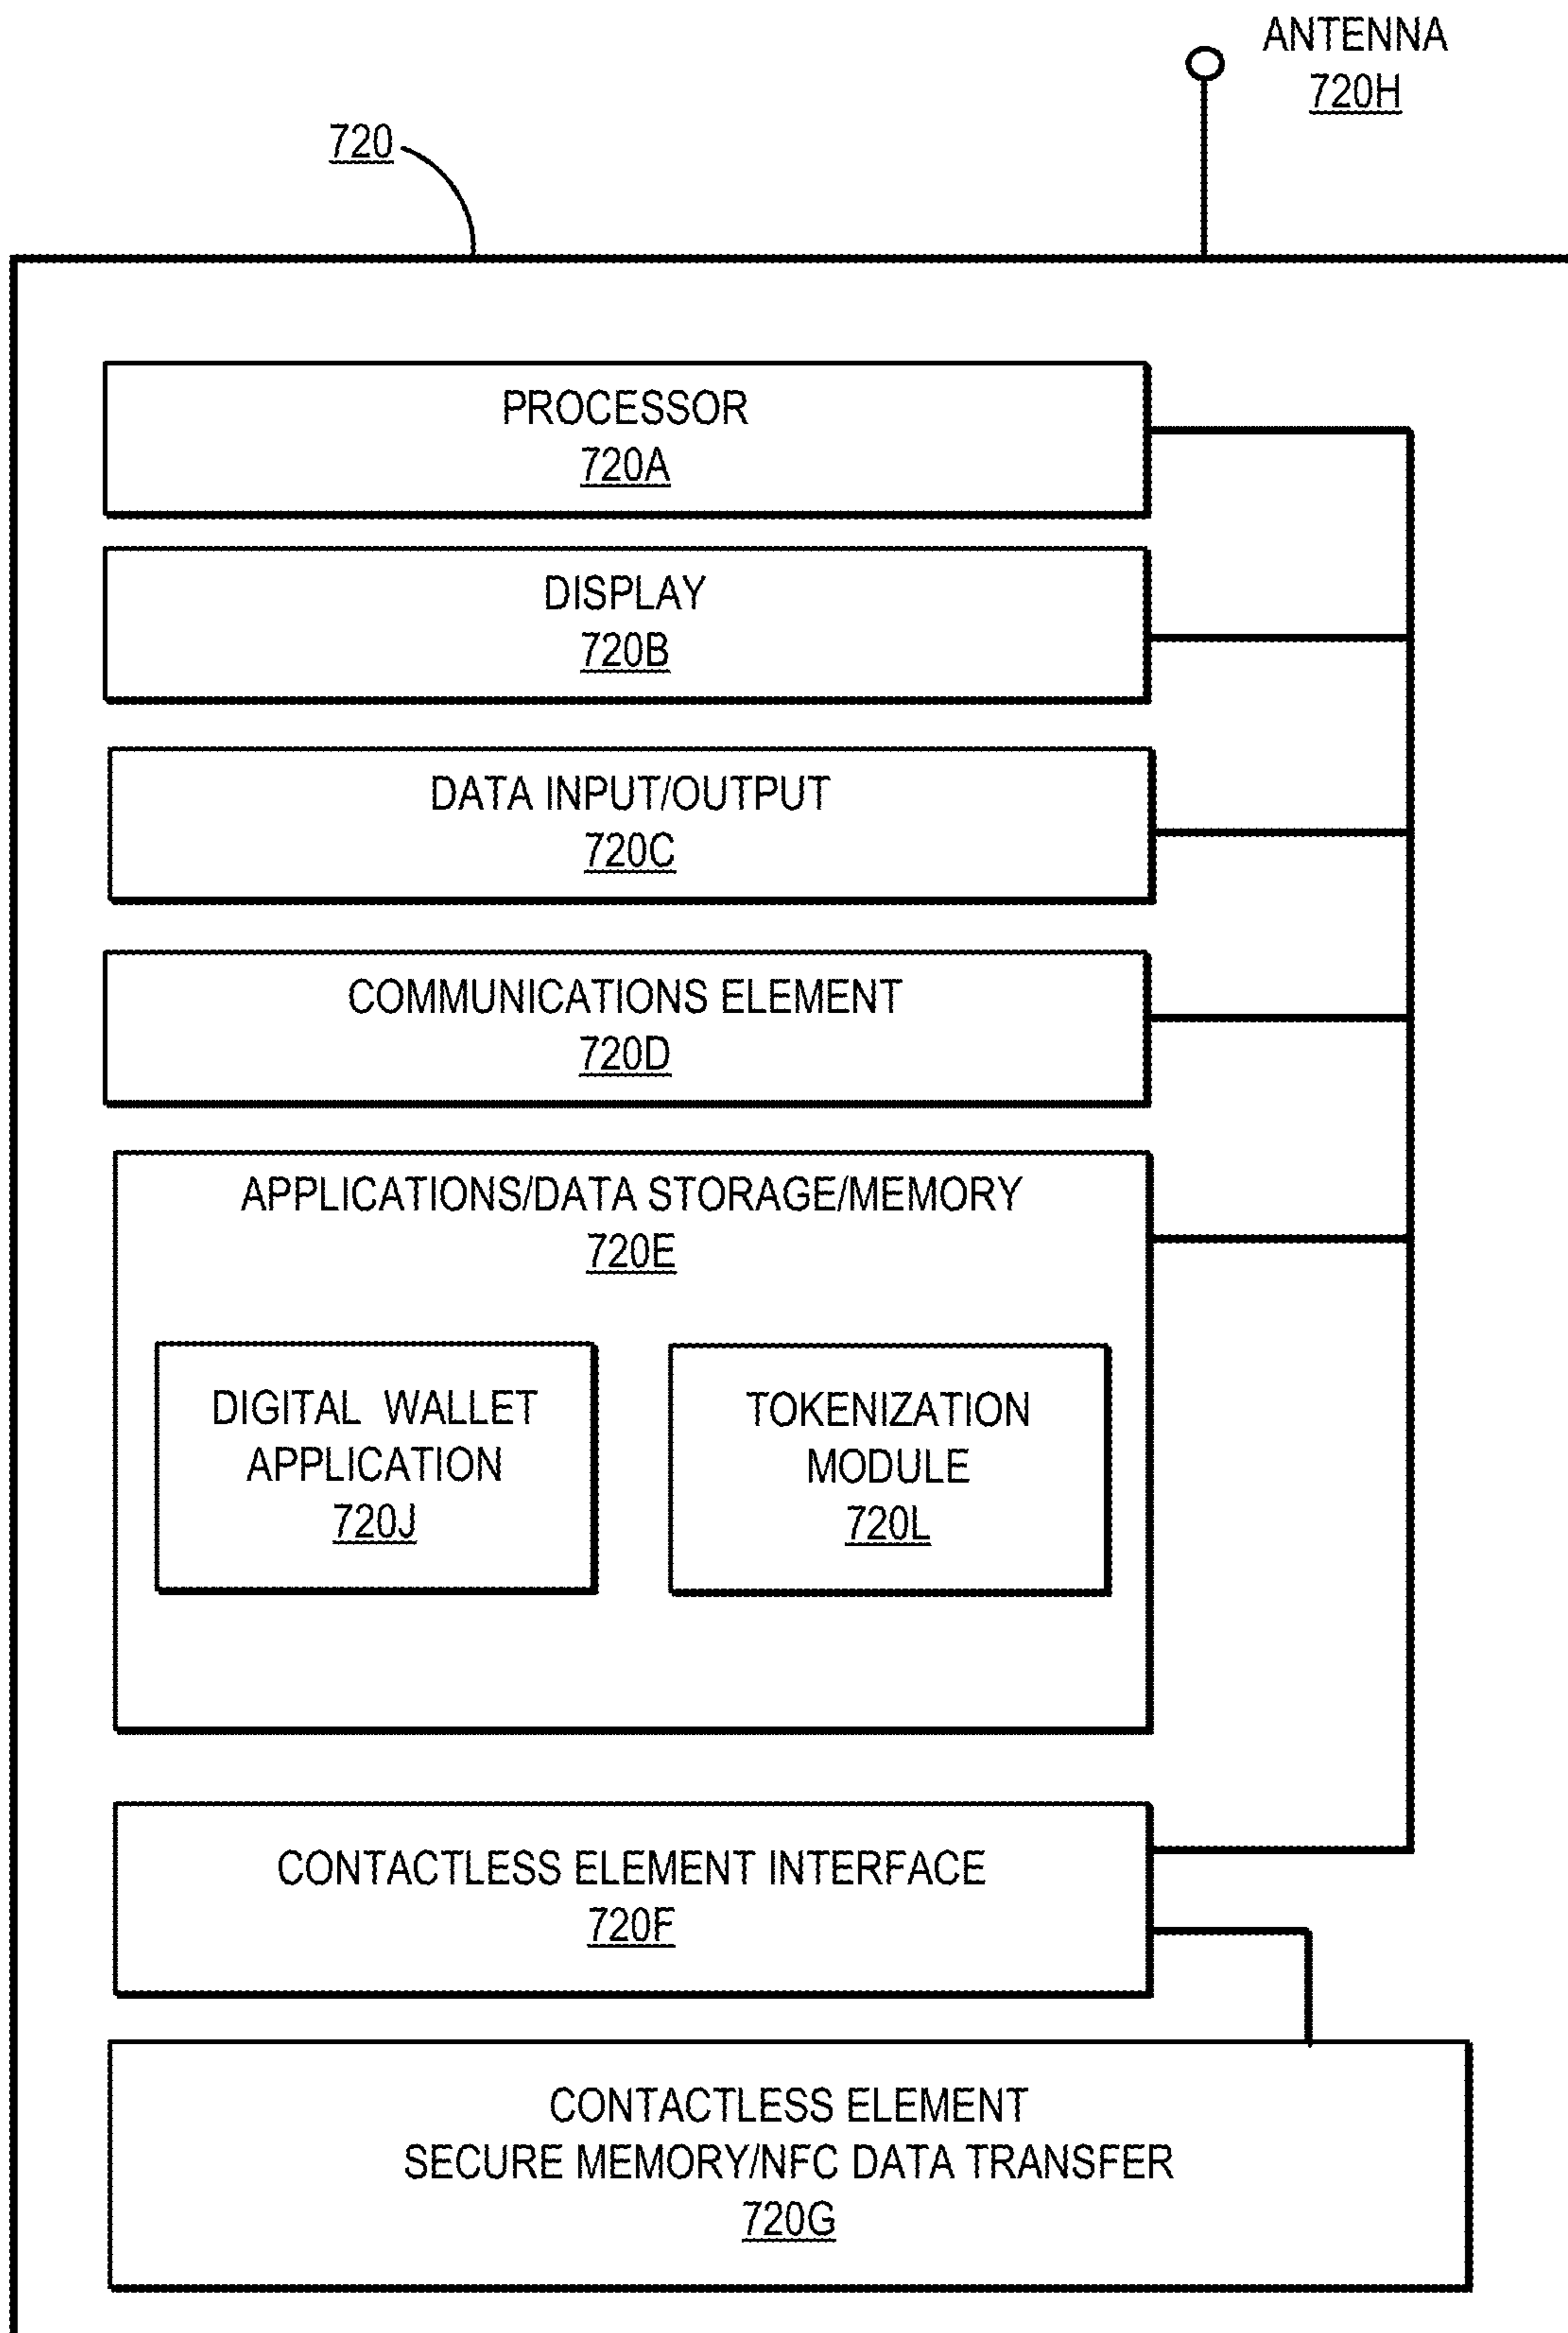 ANTENNA
720H
720
PROCESSOR
720A
DISPLAY
720B
DATA INPUT/OUTPUT
720C
COMMUNICATIONS ELEMENT
720D
APPLICATIONS/DATA STORAGE/MEMORY
720E
DIGITAL WALLET
APPLICATION
720J
TOKENIZATION
MODULE
720L
CONTACTLESS ELEMENT INTERFACE
720F
CONTACTLESS ELEMENT
SECURE MEMORY/NFC DATA TRANSFER
720G